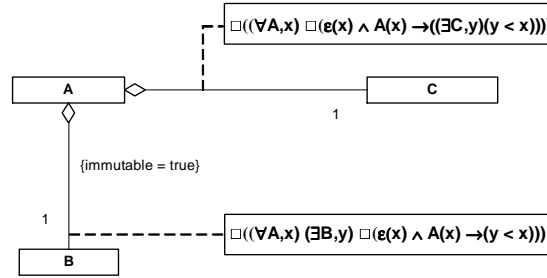 □((∀A,x) □(ε(x) ∧ A(x) →((∃C,y)(y < x)))
A
C
1
{immutable = true}
1
□((∀A,x) (∃B,y) □(ε(x) ∧ A(x) →(y < x)))
B